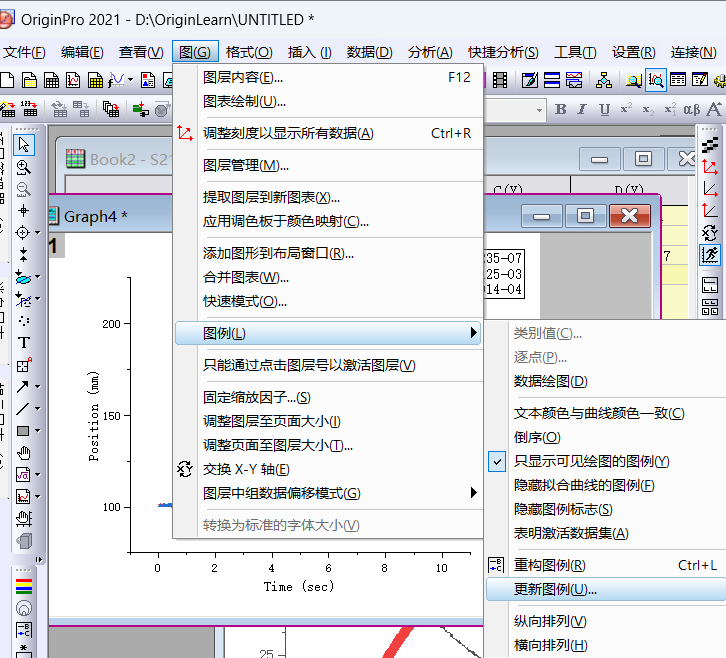 OriginPro 2021 - D:\OriginLearn\UNTITLED *
文件(F) 编辑(E) 查看(V) 图(G) 格式(O) 插入 (I) 数据(D) 分析(A) 快捷分析(S) 工具(T) 设置(R) 连接(N)
图层内容(E)... F12
图表绘制(U)...
调整刻度以显示所有数据(A) Ctrl+R
图层管理(M)...
提取图层到新图表(X)...
应用调色板于颜色映射(C)...
添加图形到布局窗口(R)...
合并图表(W)...
快速模式(O)...
图例(L)
只能通过点击图层号以激活图层(V)
固定缩放因子...(S)
调整图层至页面大小(I)
调整页面至图层大小(T)...
交换 X-Y 轴(E)
图层中组数据偏移模式(G)
转换为标准的字体大小(V)
类别值(C)...
逐点(P)...
数据绘图(D)
文本颜色与曲线颜色一致(C)
倒序(O)
只显示可见绘图的图例(Y)
隐藏拟合曲线的图例(F)
隐藏图例标志(S)
表明激活数据集(A)
重构图例(R) Ctrl+L
更新图例(U)...
纵向排列(V)
横向排列(H)
B I U x² x₂ αβ A
Book2 - S2
C(Y) D(Y)
Graph4 *
1
235-07
25-03
014-04
7
200
150
100
Position (mm)
0 2 4 6 8 10
Time (sec)
25